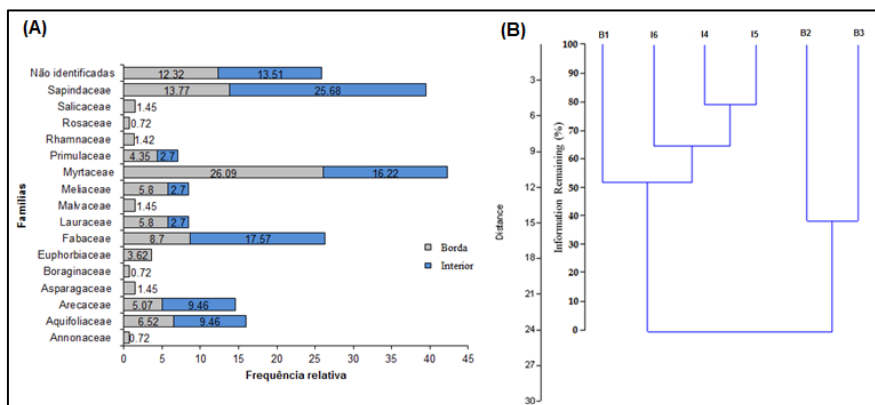 (A)
Famílias
Não identificadas 12.32 13.51
Sapindaceae 13.77 25.68
Salicaceae 1.45
Rosaceae 0.72
Rhamnaceae 1.42
Primulaceae 4.35 2.7
Myrtaceae 26.09 16.22
Meliaceae 5.8 2.7
Malvaceae 1.45
Lauraceae 5.8 2.7
Fabaceae 8.7 17.57
Euphorbiaceae 3.62
Boraginaceae 0.72
Asparagaceae 1.45
Arecaceae 5.07 9.46
Aquifoliaceae 6.52 9.46
Annonaceae 0.72
Borda
Interior
0 5 10 15 20 25 30 35 40 45
Frequência relativa
(B)
B1 I6 I4 I5 B2 B3
Distance
3
6
9
12
15
18
21
24
27
30
Information Remaining (%)
100
90
80
70
60
50
40
30
20
10
0